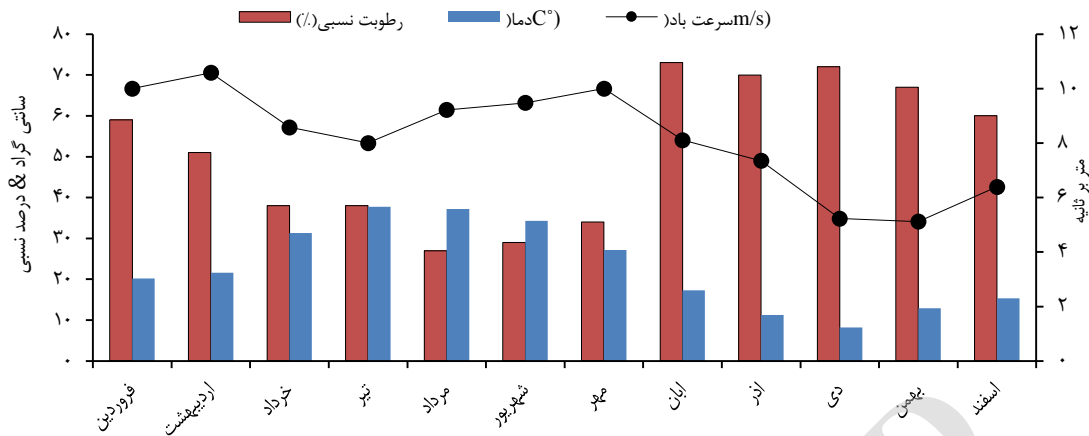 رطوبت نسبی(٪) دما(C°) سرعت باد(m/s)
سانتی گراد & درصد نسبی
۸۰
۷۰
۶۰
۵۰
۴۰
۳۰
۲۰
۱۰
۰
۱۲
۱۰
۸
۶
۴
۲
۰
متر بر ثانیه
فروردین
اردیبهشت
خرداد
تیر
مرداد
شهریور
مهر
ابان
اذر
دی
بهمن
اسفند